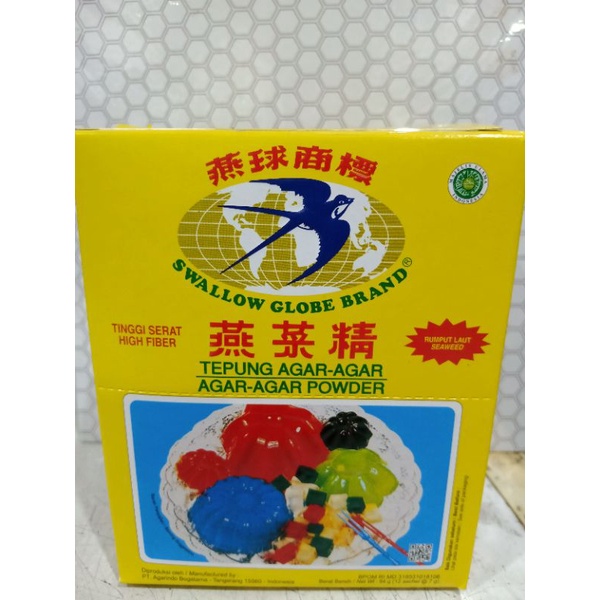 燕球商標
SWALLOW GLOBE BRAND®
燕菜精
TINGGI SERAT
HIGH FIBER
RUMPUT LAUT
SEAWEED
TEPUNG AGAR-AGAR
AGAR-AGAR POWDER
Diproduksi oleh / Manufactured by :
PT. Agarindo Bogatama - Tangerang 15560 - Indonesia